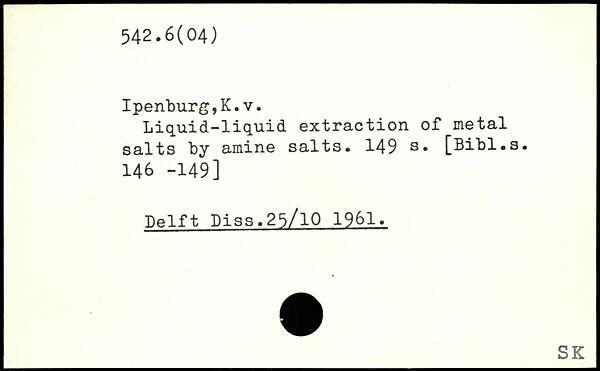 542.6(04)
Ipenburg,K.v.
Liquid-liquid extraction of metal
salts by amine salts. 149 s. [Bibl.s.
146 -149]
Delft Diss.25/10 1961.
SK